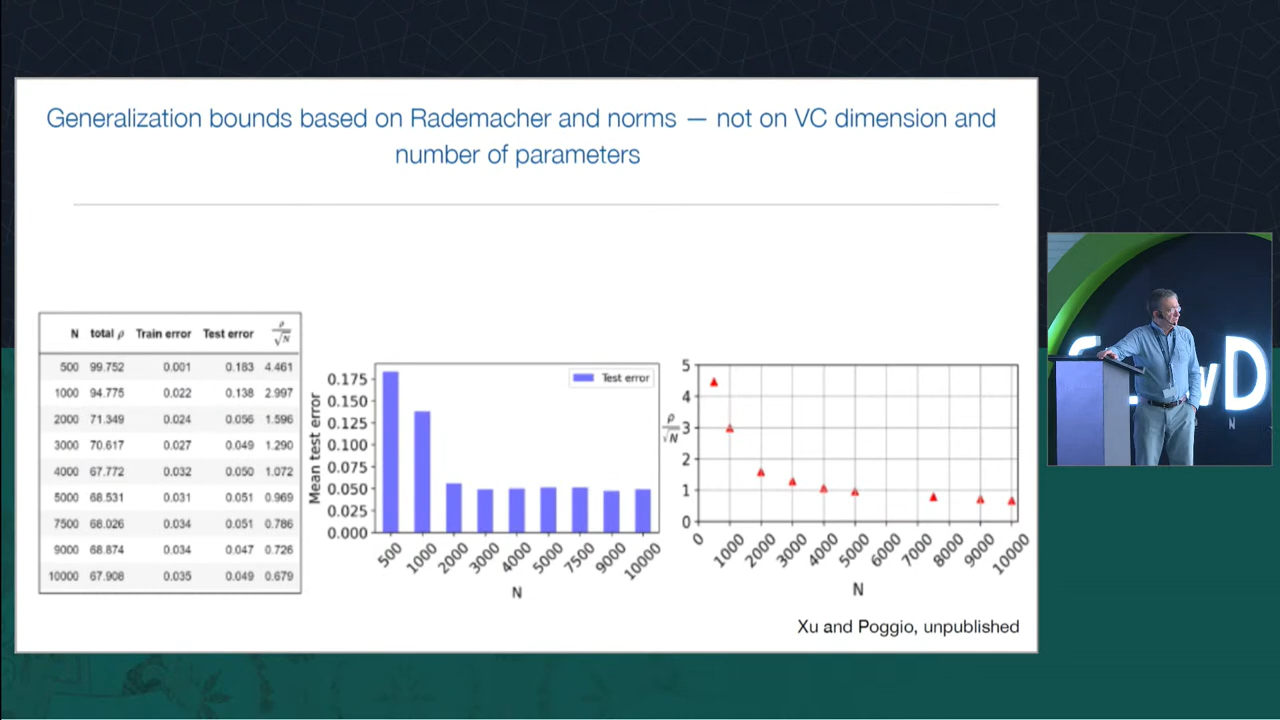 Generalization bounds based on Rademacher and norms — not on VC dimension and
number of parameters
N total ρ Train error Test error ρ/√N
500 99.752 0.001 0.183 4.461
1000 94.775 0.022 0.138 2.997
2000 71.349 0.024 0.056 1.596
3000 70.617 0.027 0.049 1.290
4000 67.772 0.032 0.050 1.072
5000 68.531 0.031 0.051 0.969
7500 68.026 0.034 0.051 0.786
9000 68.874 0.034 0.047 0.726
10000 67.908 0.035 0.049 0.679
Mean test error
0.175
0.150
0.125
0.100
0.075
0.050
0.025
0.000
Test error
500 1000 2000 3000 4000 5000 7500 9000 10000
N
ρ/√N
5
4
3
2
1
0
0 1000 2000 3000 4000 5000 6000 7000 8000 9000 10000
N
Xu and Poggio, unpublished
D
N